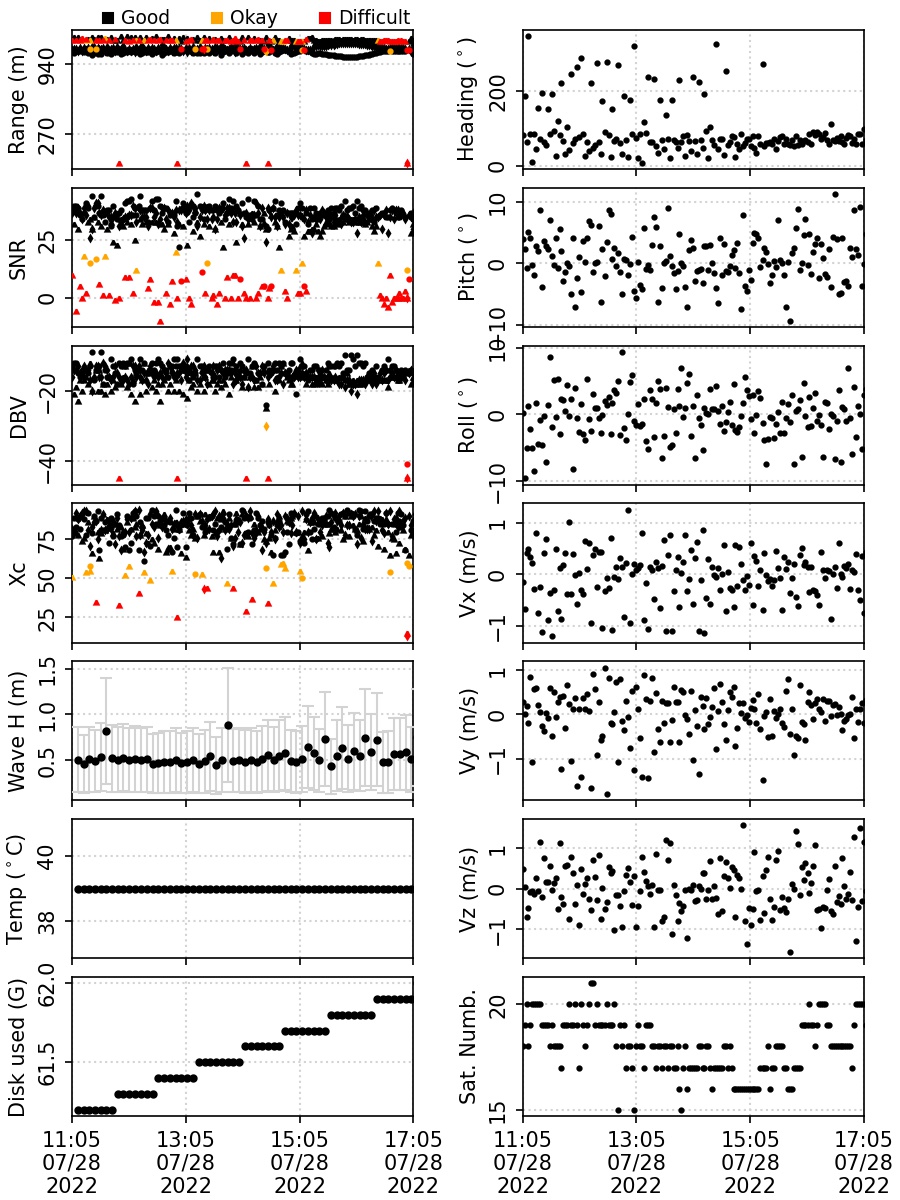 Good Okay Difficult
Range (m)
940
270
Heading (°)
200
0
SNR
25
0
Pitch (°)
10
0
−10
DBV
−20
−40
Roll (°)
10
0
−10
Xc
75
50
25
Vx (m/s)
1
0
−1
Wave H (m)
1.5
1.0
0.5
Vy (m/s)
1
0
−1
Temp (°C)
40
38
Vz (m/s)
1
0
−1
Disk used (G)
62.0
61.5
Sat. Numb.
20
15
11:05 13:05 15:05 17:05 11:05 13:05 15:05 17:05
07/28 07/28 07/28 07/28 07/28 07/28 07/28 07/28
2022 2022 2022 2022 2022 2022 2022 2022